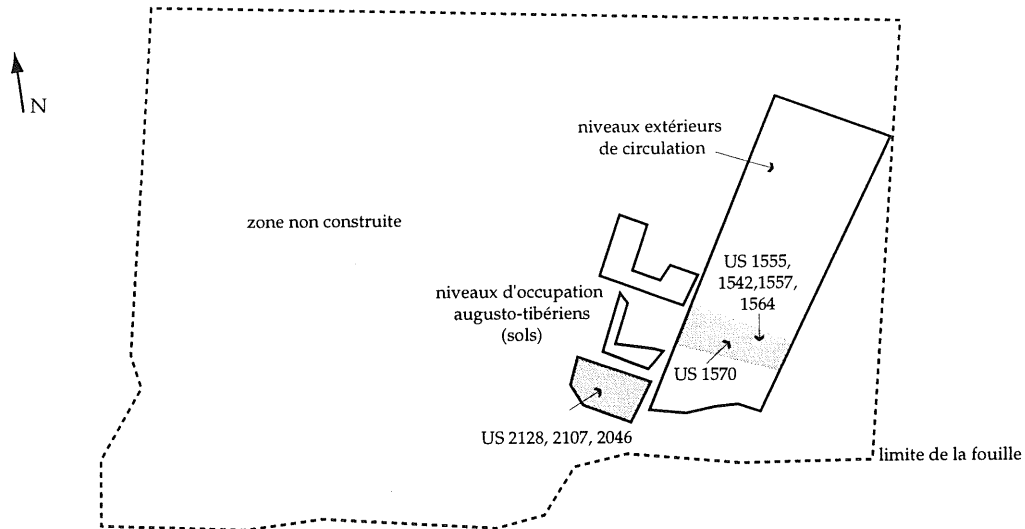 N
niveaux extérieurs
de circulation
zone non construite
US 1555,
1542,1557,
1564
niveaux d'occupation
augusto-tibériens
(sols)
US 1570
US 2128, 2107, 2046
limite de la fouille